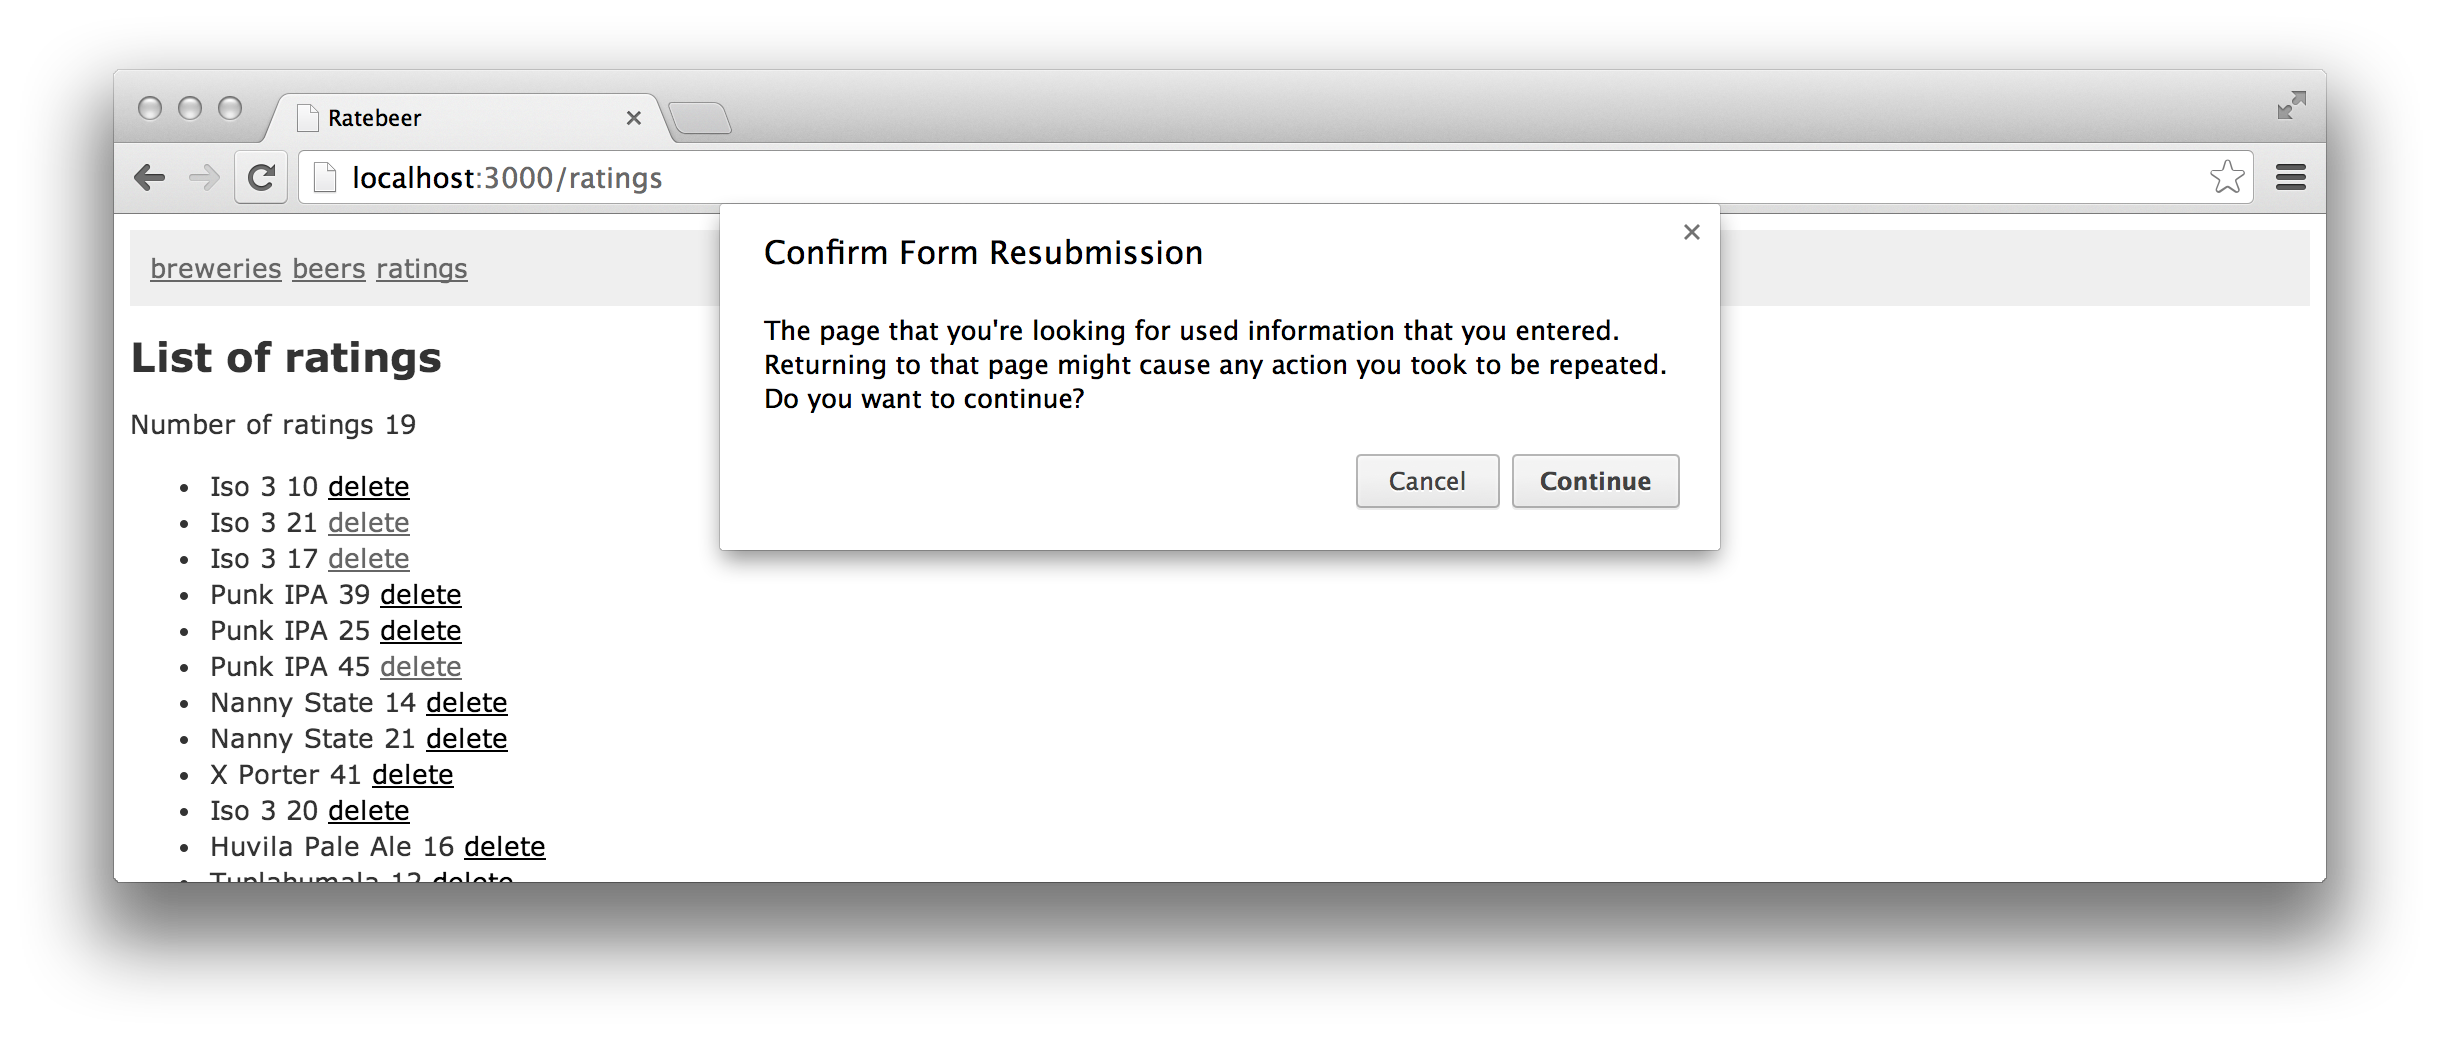 Ratebeer
localhost:3000/ratings
breweries beers ratings
Confirm Form Resubmission
The page that you're looking for used information that you entered.
Returning to that page might cause any action you took to be repeated.
Do you want to continue?
Cancel Continue
List of ratings
Number of ratings 19
Iso 3 10 delete
Iso 3 21 delete
Iso 3 17 delete
Punk IPA 39 delete
Punk IPA 25 delete
Punk IPA 45 delete
Nanny State 14 delete
Nanny State 21 delete
X Porter 41 delete
Iso 3 20 delete
Huvila Pale Ale 16 delete
Tuplahumala 12 delete